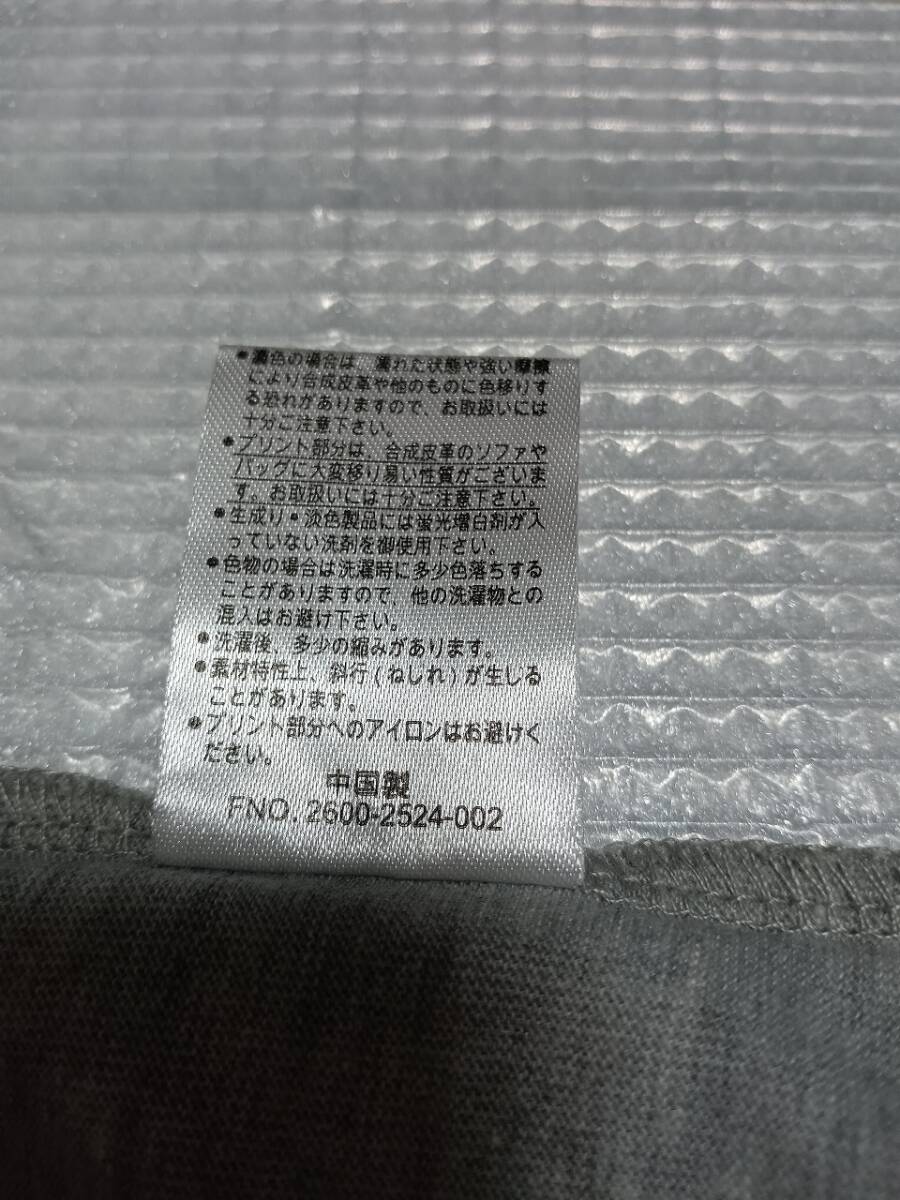 ●濃色の場合は、濡れた状態や強い摩擦
により合成皮革や他のものに色移りす
る恐れがありますので、お取扱いには
十分ご注意下さい。
●プリント部分は、合成皮革のソファや
バッグに大変移り易い性質がございま
す。お取扱いには十分ご注意下さい。
●生成り・淡色製品には蛍光増白剤が入
っていない洗剤を御使用下さい。
●色物の場合は洗濯時に多少色落ちする
ことがありますので、他の洗濯物との
混入はお避け下さい。
●洗濯後、多少の縮みがあります。
●素材特性上、斜行(ねじれ)が生じる
ことがあります。
●プリント部分へのアイロンはお避けく
ださい。
中国製
FNO. 2600-2524-002